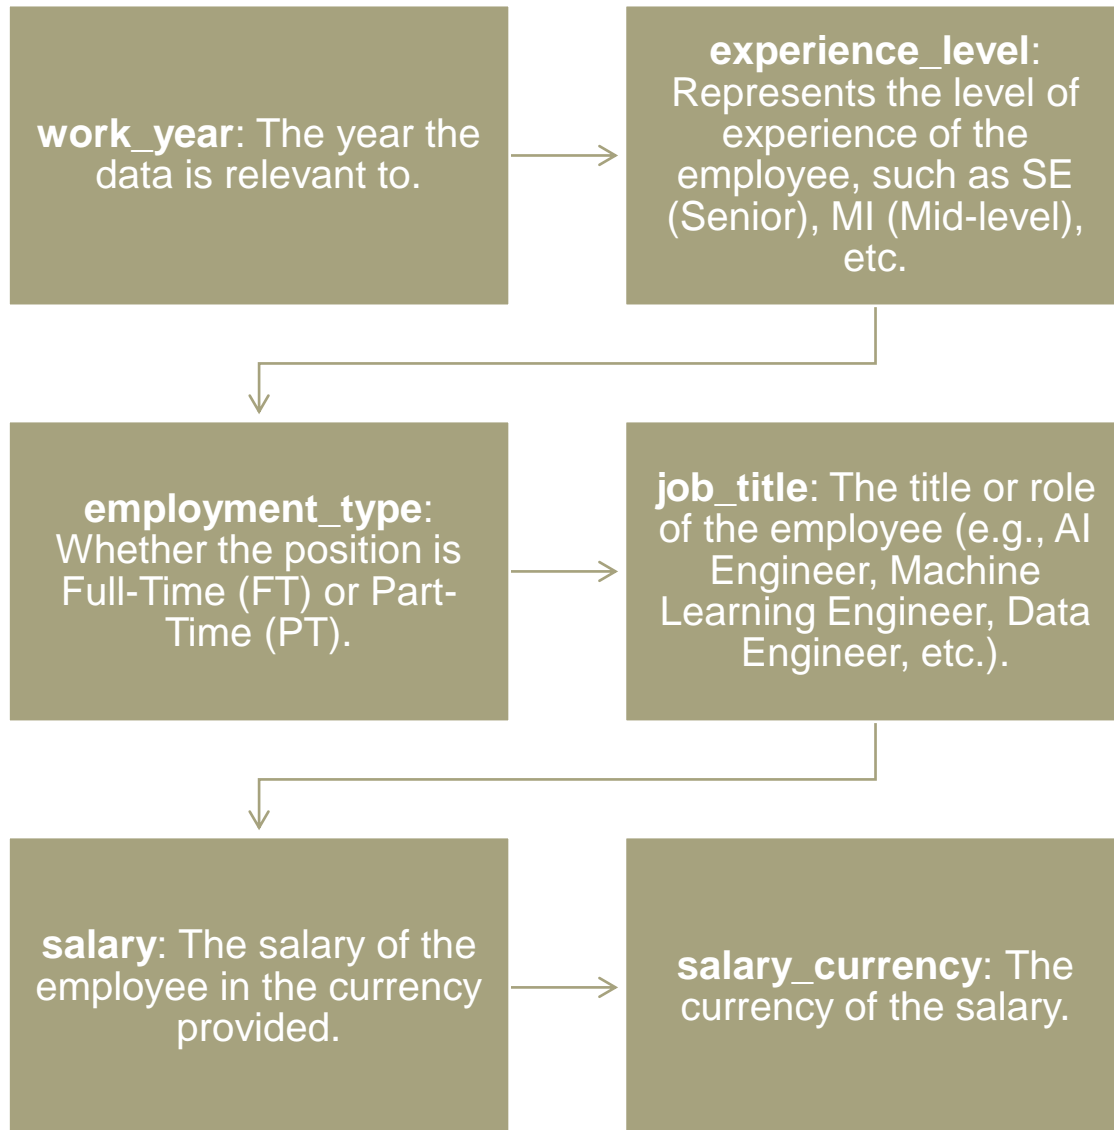 work_year: The year the
data is relevant to.
experience_level:
Represents the level of
experience of the
employee, such as SE
(Senior), MI (Mid-level),
etc.
employment_type:
Whether the position is
Full-Time (FT) or Part-
Time (PT).
job_title: The title or role
of the employee (e.g., AI
Engineer, Machine
Learning Engineer, Data
Engineer, etc.).
salary: The salary of the
employee in the currency
provided.
salary_currency: The
currency of the salary.